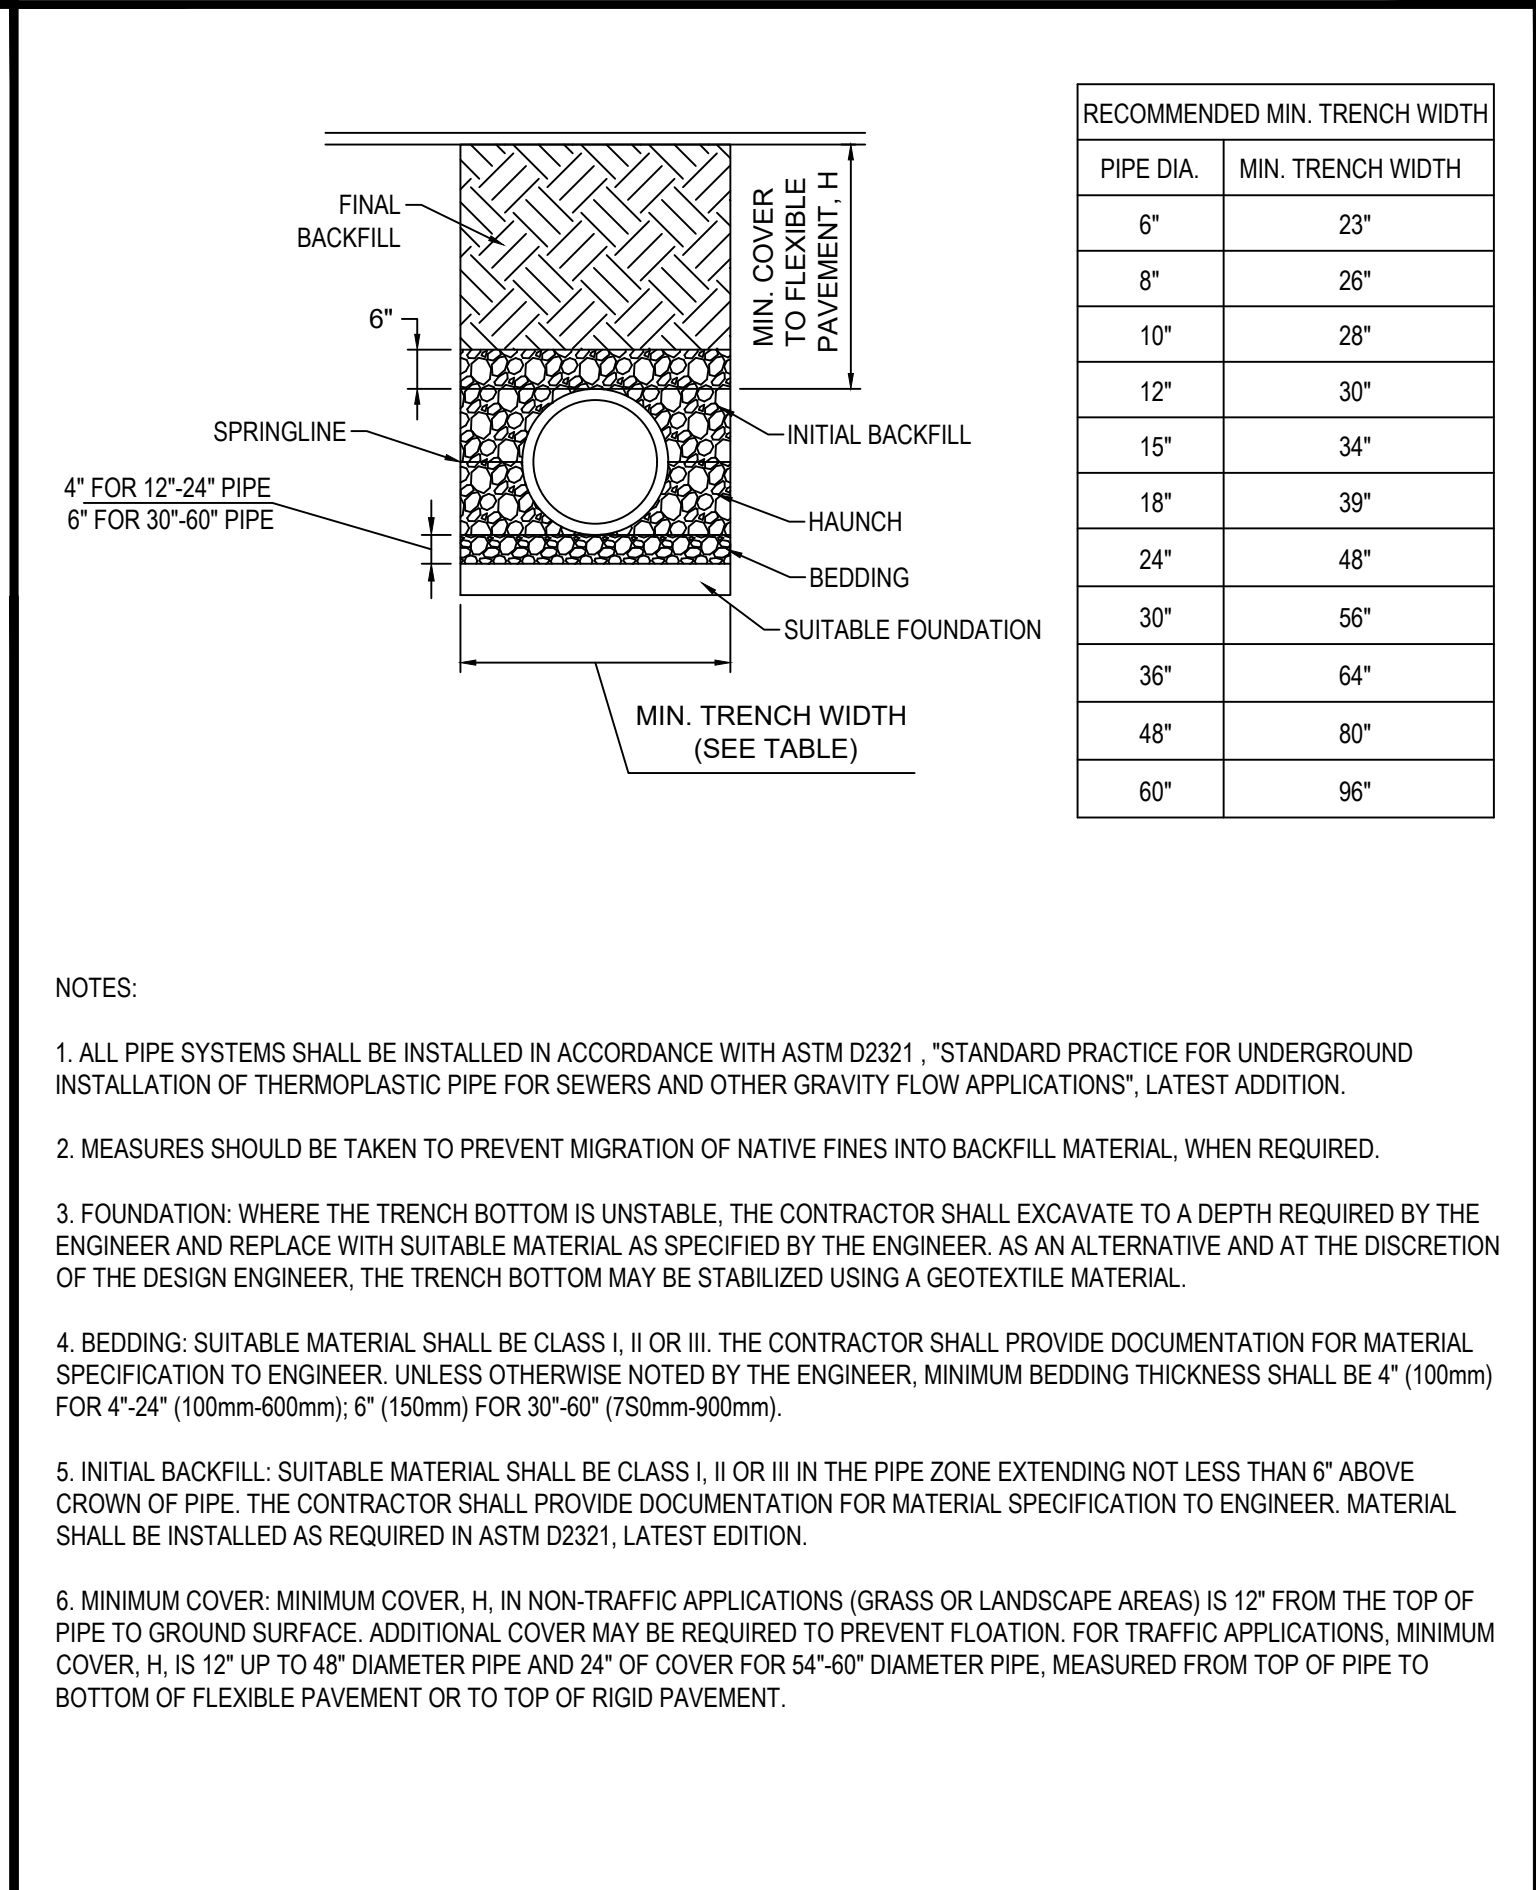 RECOMMENDED MIN. TRENCH WIDTH
PIPE DIA. MIN. TRENCH WIDTH
6" 23"
8" 26"
10" 28"
12" 30"
15" 34"
18" 39"
24" 48"
30" 56"
36" 64"
48" 80"
60" 96"
FINAL
BACKFILL
MIN. COVER
TO FLEXIBLE
PAVEMENT, H
6"
SPRINGLINE
INITIAL BACKFILL
4" FOR 12"-24" PIPE
6" FOR 30"-60" PIPE
HAUNCH
BEDDING
SUITABLE FOUNDATION
MIN. TRENCH WIDTH
(SEE TABLE)
NOTES:
1. ALL PIPE SYSTEMS SHALL BE INSTALLED IN ACCORDANCE WITH ASTM D2321 , "STANDARD PRACTICE FOR UNDERGROUND
INSTALLATION OF THERMOPLASTIC PIPE FOR SEWERS AND OTHER GRAVITY FLOW APPLICATIONS", LATEST ADDITION.
2. MEASURES SHOULD BE TAKEN TO PREVENT MIGRATION OF NATIVE FINES INTO BACKFILL MATERIAL, WHEN REQUIRED.
3. FOUNDATION: WHERE THE TRENCH BOTTOM IS UNSTABLE, THE CONTRACTOR SHALL EXCAVATE TO A DEPTH REQUIRED BY THE
ENGINEER AND REPLACE WITH SUITABLE MATERIAL AS SPECIFIED BY THE ENGINEER. AS AN ALTERNATIVE AND AT THE DISCRETION
OF THE DESIGN ENGINEER, THE TRENCH BOTTOM MAY BE STABILIZED USING A GEOTEXTILE MATERIAL.
4. BEDDING: SUITABLE MATERIAL SHALL BE CLASS I, II OR III. THE CONTRACTOR SHALL PROVIDE DOCUMENTATION FOR MATERIAL
SPECIFICATION TO ENGINEER. UNLESS OTHERWISE NOTED BY THE ENGINEER, MINIMUM BEDDING THICKNESS SHALL BE 4" (100mm)
FOR 4"-24" (100mm-600mm); 6" (150mm) FOR 30"-60" (7S0mm-900mm).
5. INITIAL BACKFILL: SUITABLE MATERIAL SHALL BE CLASS I, II OR III IN THE PIPE ZONE EXTENDING NOT LESS THAN 6" ABOVE
CROWN OF PIPE. THE CONTRACTOR SHALL PROVIDE DOCUMENTATION FOR MATERIAL SPECIFICATION TO ENGINEER. MATERIAL
SHALL BE INSTALLED AS REQUIRED IN ASTM D2321, LATEST EDITION.
6. MINIMUM COVER: MINIMUM COVER, H, IN NON-TRAFFIC APPLICATIONS (GRASS OR LANDSCAPE AREAS) IS 12" FROM THE TOP OF
PIPE TO GROUND SURFACE. ADDITIONAL COVER MAY BE REQUIRED TO PREVENT FLOATION. FOR TRAFFIC APPLICATIONS, MINIMUM
COVER, H, IS 12" UP TO 48" DIAMETER PIPE AND 24" OF COVER FOR 54"-60" DIAMETER PIPE, MEASURED FROM TOP OF PIPE TO
BOTTOM OF FLEXIBLE PAVEMENT OR TO TOP OF RIGID PAVEMENT.